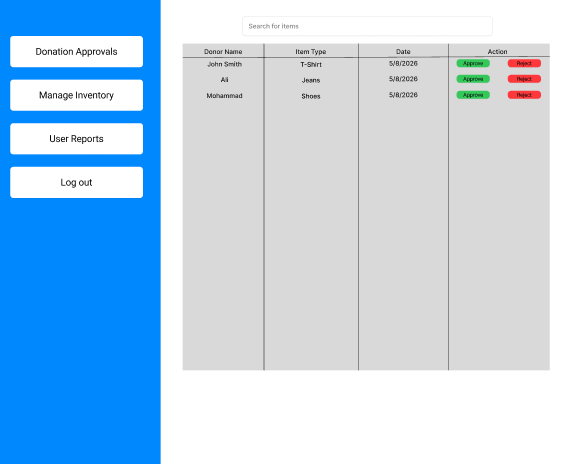 Search for items
Donation Approvals
Manage Inventory
User Reports
Log out
Donor Name Item Type Date Action
John Smith T-Shirt 5/8/2026 Approve Reject
Ali Jeans 5/8/2026 Approve Reject
Mohammad Shoes 5/8/2026 Approve Reject